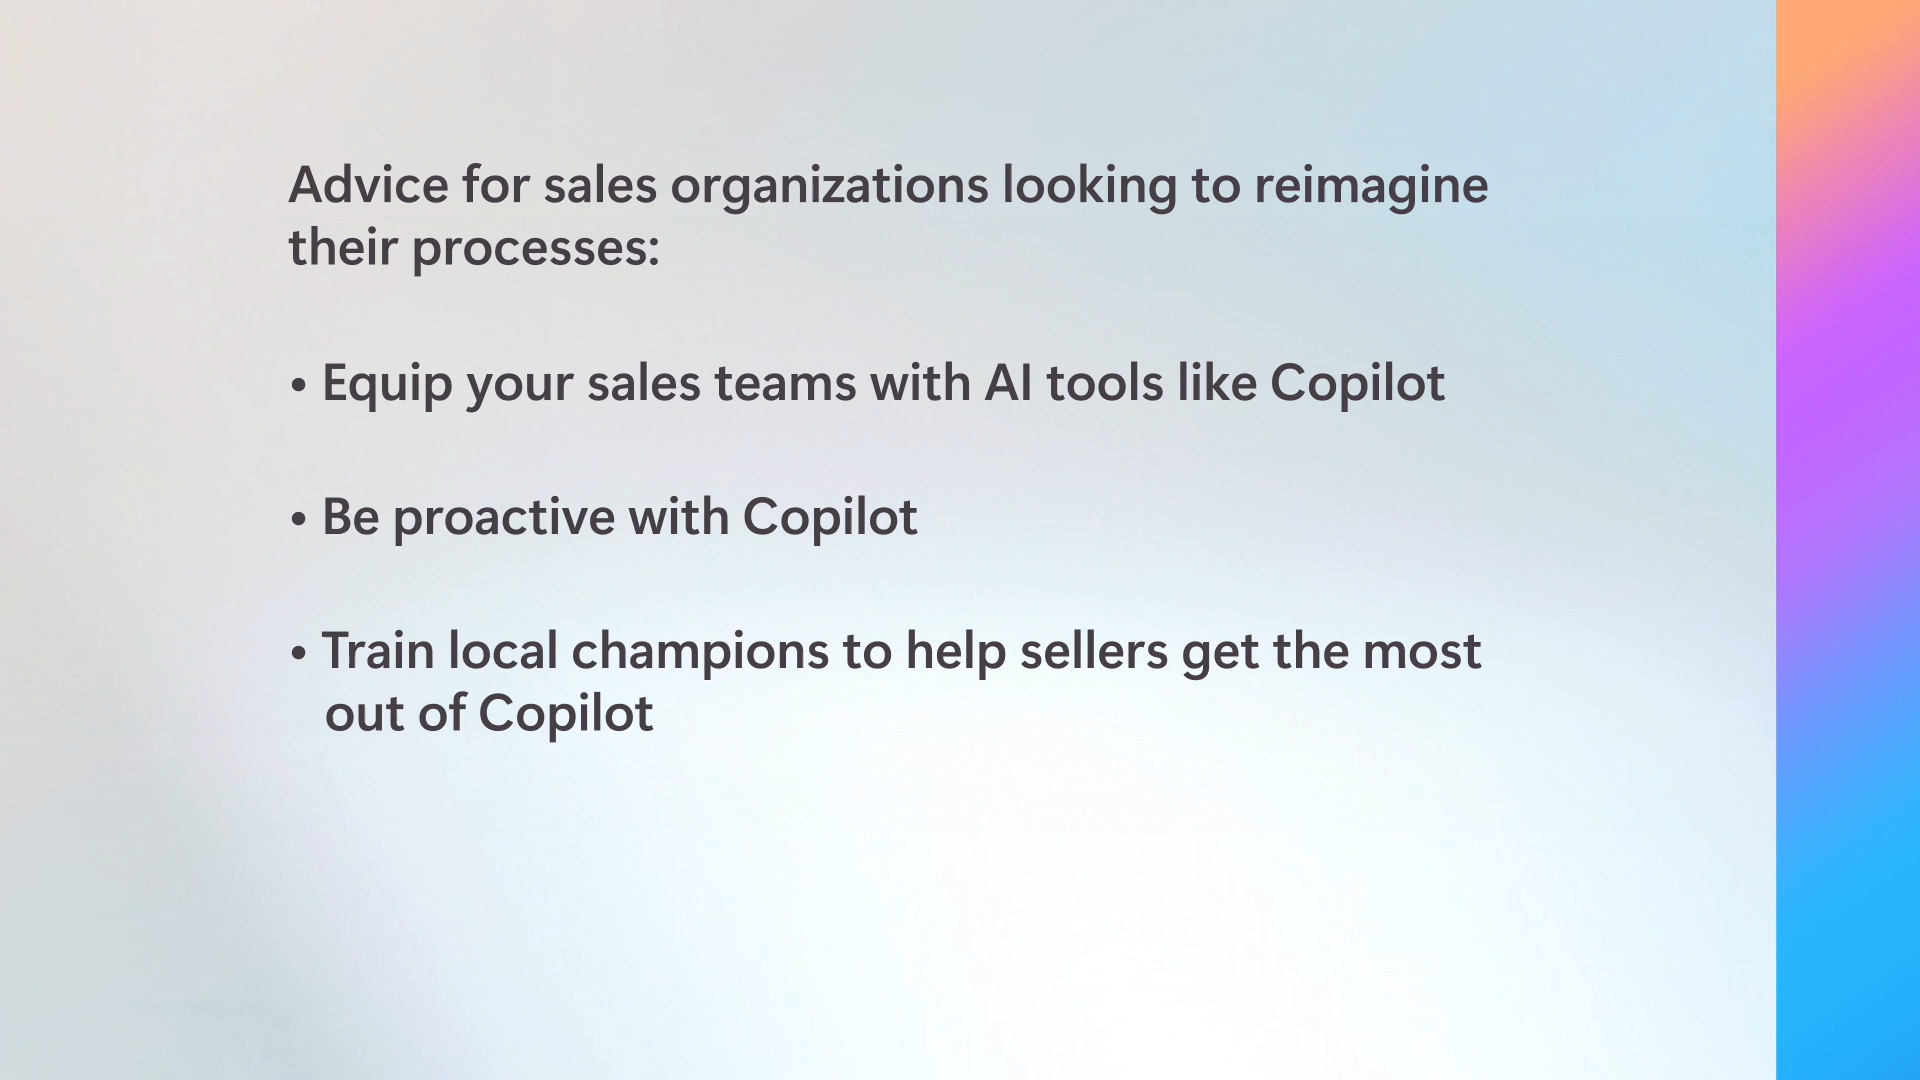 Advice for sales organizations looking to reimagine
their processes:
• Equip your sales teams with AI tools like Copilot
• Be proactive with Copilot
• Train local champions to help sellers get the most
out of Copilot